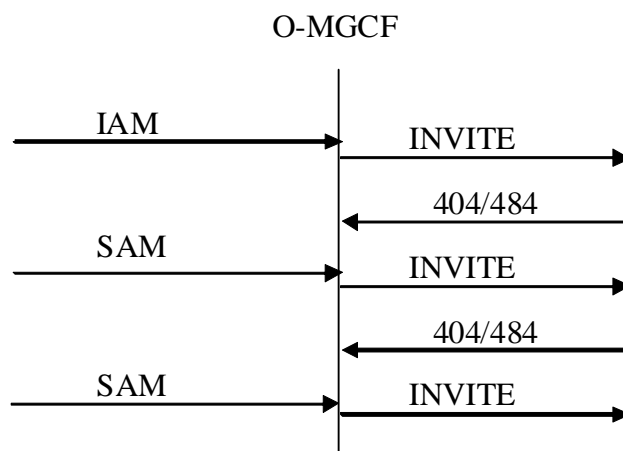 O-MGCF
IAM
INVITE
404/484
SAM
INVITE
404/484
SAM
INVITE